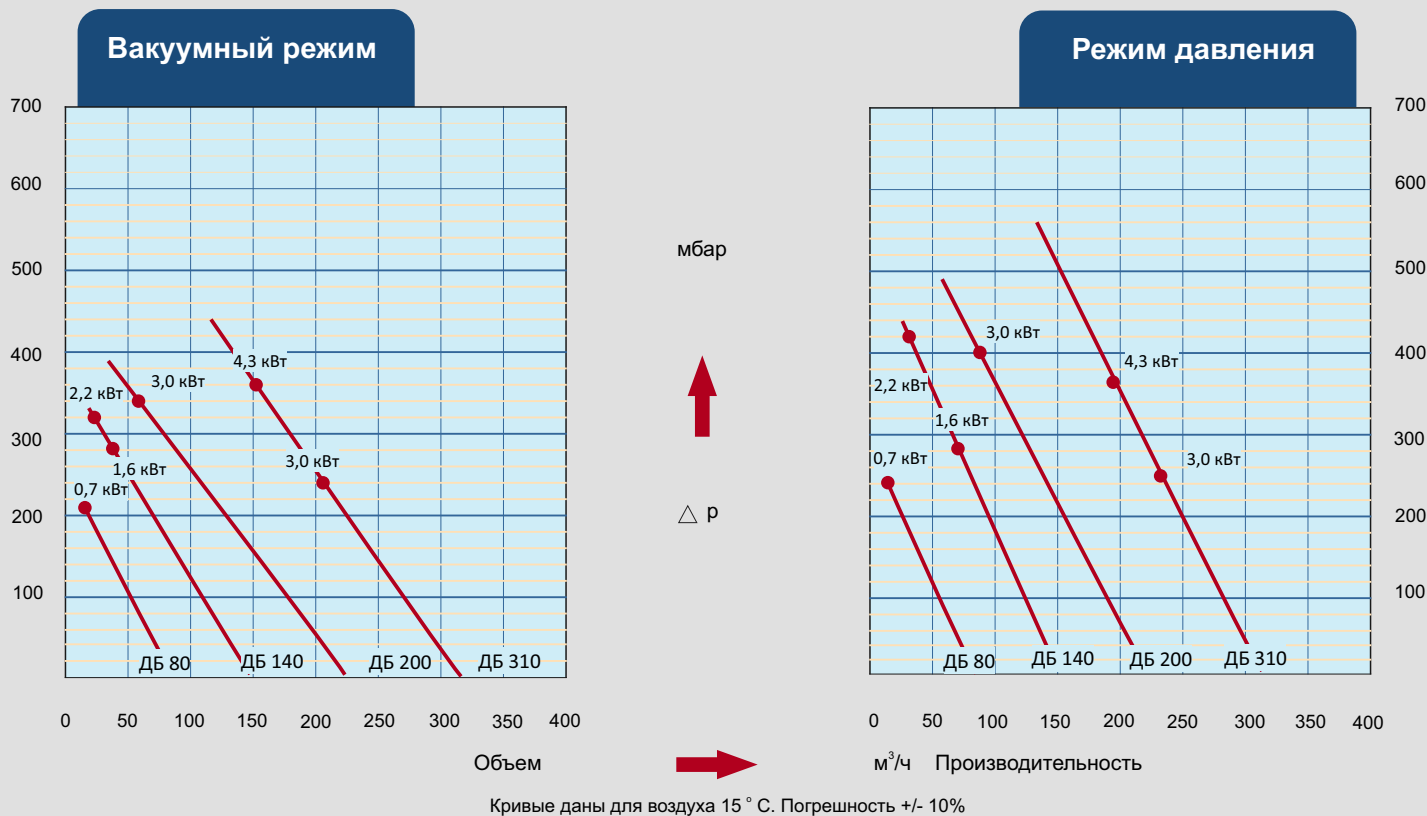 Вакуумный режим
Режим давления
700
600
500
400
300
200
100
4,3 кВт
3,0 кВт
2,2 кВт
3,0 кВт
1,6 кВт
0,7 кВт
ДБ 80
ДБ 140
ДБ 200
ДБ 310
0 50 100 150 200 250 300 350 400
мбар
△ p
700
600
500
400
300
200
100
3,0 кВт
4,3 кВт
2,2 кВт
1,6 кВт
0,7 кВт
3,0 кВт
ДБ 80
ДБ 140
ДБ 200
ДБ 310
0 50 100 150 200 250 300 350 400
Объем
м³/ч Производительность
Кривые даны для воздуха 15 ° С. Погрешность +/- 10%